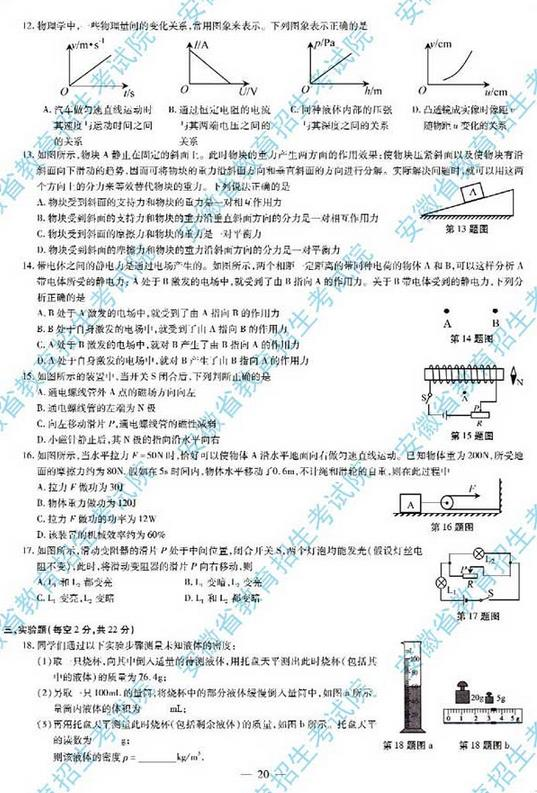 12. 物理学中,一些物理量间的变化关系,常用图象来表示。下列图象表示正确的是
v/m·s⁻¹ I/A p/Pa v/cm
O t/s O U/V O h/m O u/cm
A. 汽车做匀速直线运动时 B. 通过恒定电阻的电流 C. 同种液体内部的压强 D. 凸透镜成实像时像距v
其速度与运动时间之间 与其两端电压之间的 与其深度之间的关系 随物距u变化的关系
的关系 关系
13. 如图所示,物块A静止在固定的斜面上。此时物块的重力产生两方面的作用效果:使物块压紧斜面以及使物块有沿
斜面向下滑动的趋势,因而可将物块的重力沿斜面方向和垂直斜面的方向进行分解。实际解决问题时,就可以用这两
个方向上的分力来等效替代物块的重力。下列说法正确的是
A
A. 物块受到斜面的支持力和物块的重力是一对相互作用力
B. 物块受到斜面的支持力和物块的重力沿垂直斜面方向的分力是一对相互作用力
C. 物块受到斜面的摩擦力和物块的重力是一对平衡力
第13题图
D. 物块受到斜面的摩擦力和物块的重力沿斜面方向的分力是一对平衡力
14. 带电体之间的静电力是通过电场产生的。如图所示,两个相距一定距离的带同种电荷的物体A和B,可以这样分析A
带电体所受的静电力:A处于B激发的电场中,就受到了由B指向A的作用力。关于B带电体受到的静电力,下列分
析正确的是
A. B处于A激发的电场中,就受到了由A指向B的作用力
B. B处于自身激发的电场中,就受到了由A指向B的作用力
A B
C. A处于B激发的电场中,就对B产生了由B指向A的作用力
第14题图
D. A处于自身激发的电场中,就对B产生了由B指向A的作用力
15. 如图所示的装置中,当开关S闭合后,下列判断正确的是
A. 通电螺线管外A点的磁场方向向左
B. 通电螺线管的左端为N极
C. 向左移动滑片P,通电螺线管的磁性减弱
D. 小磁针静止后,其N极的指向沿水平向右
N
S A
P
R
第15题图
16. 如图所示,当水平拉力F=50N时,恰好可以使物体A沿水平地面向右做匀速直线运动。已知物体重为200N,所受地
面的摩擦力约为80N。假如在5s时间内,物体水平移动了0.6m,不计绳和滑轮的自重,则在此过程中
A. 拉力F做功为30J
B. 物体重力做功为120J
C. 拉力F做功的功率为12W
D. 该装置的机械效率约为60%
F
A
第16题图
17. 如图所示,滑动变阻器的滑片P处于中间位置,闭合开关S,两个灯泡均能发光(假设灯丝电
阻不变),此时,将滑动变阻器的滑片P向右移动,则
A. L₁和L₂都变亮 B. L₁变暗,L₂变亮
C. L₁变亮,L₂变暗 D. L₁和L₂都变暗
L₂
P
R
L₁
S
第17题图
三、实验题(每空2分,共22分)
18. 同学们通过以下实验步骤测量未知液体的密度:
(1)取一只烧杯,向其中倒入适量的待测液体,用托盘天平测出此时烧杯(包括其
中的液体)的质量为76.4g;
(2)另取一只100mL的量筒,将烧杯中的部分液体缓慢倒入量筒中,如图a所示。
量筒内液体的体积为____mL;
(3)再用托盘天平测量此时烧杯(包括剩余液体)的质量,如图b所示。托盘天平
的读数为____g;
则该液体的密度ρ=____kg/m³。
mL
100
20g 5g
0 1 2 3 4 5g
第18题图a 第18题图b
— 20 —
安徽省教育招生考试院